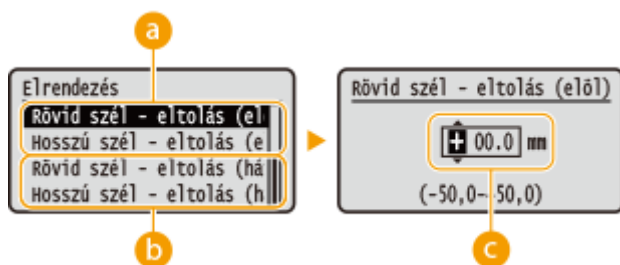 a
Elrendezés
Rövid szél - eltolás (el
Hosszú szél - eltolás (e
Rövid szél - eltolás (há
Hosszú szél - eltolás (h
b
Rövid szél - eltolás (elöl)
+ 00.0 mm
(-50,0-+50,0)
c